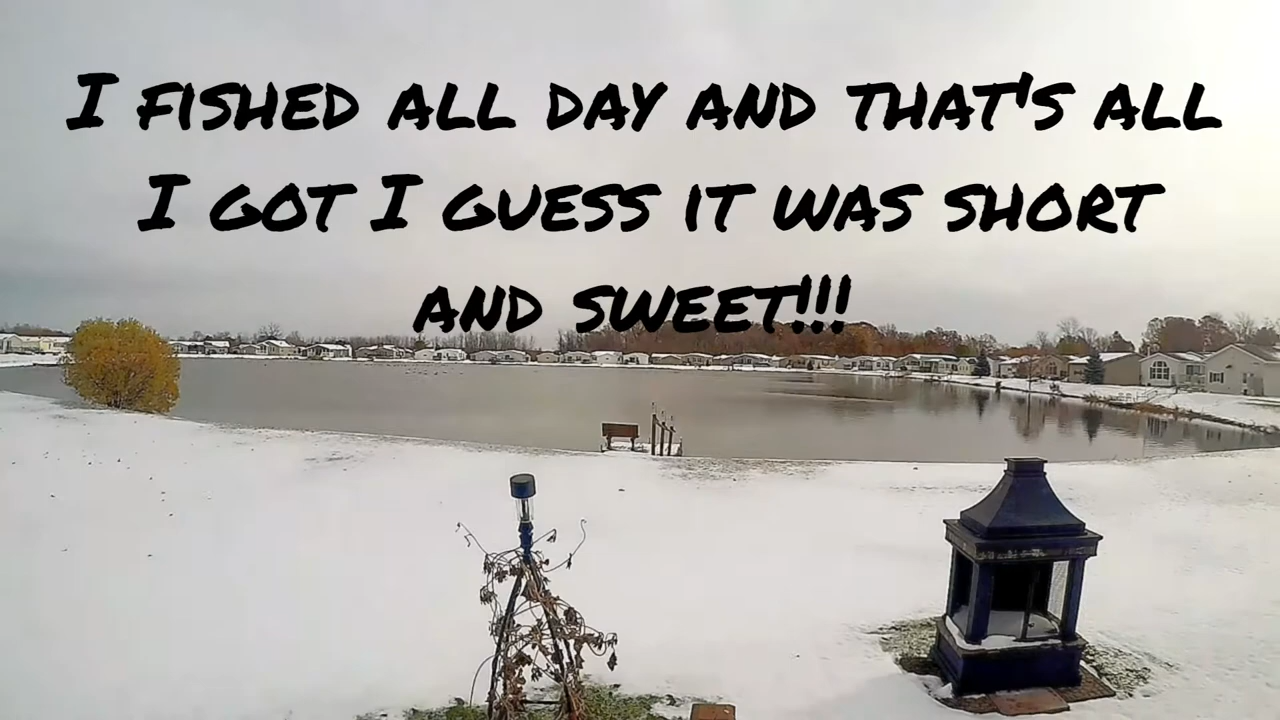 I FISHED ALL DAY AND THAT'S ALL
I GOT I GUESS IT WAS SHORT
AND SWEET!!!